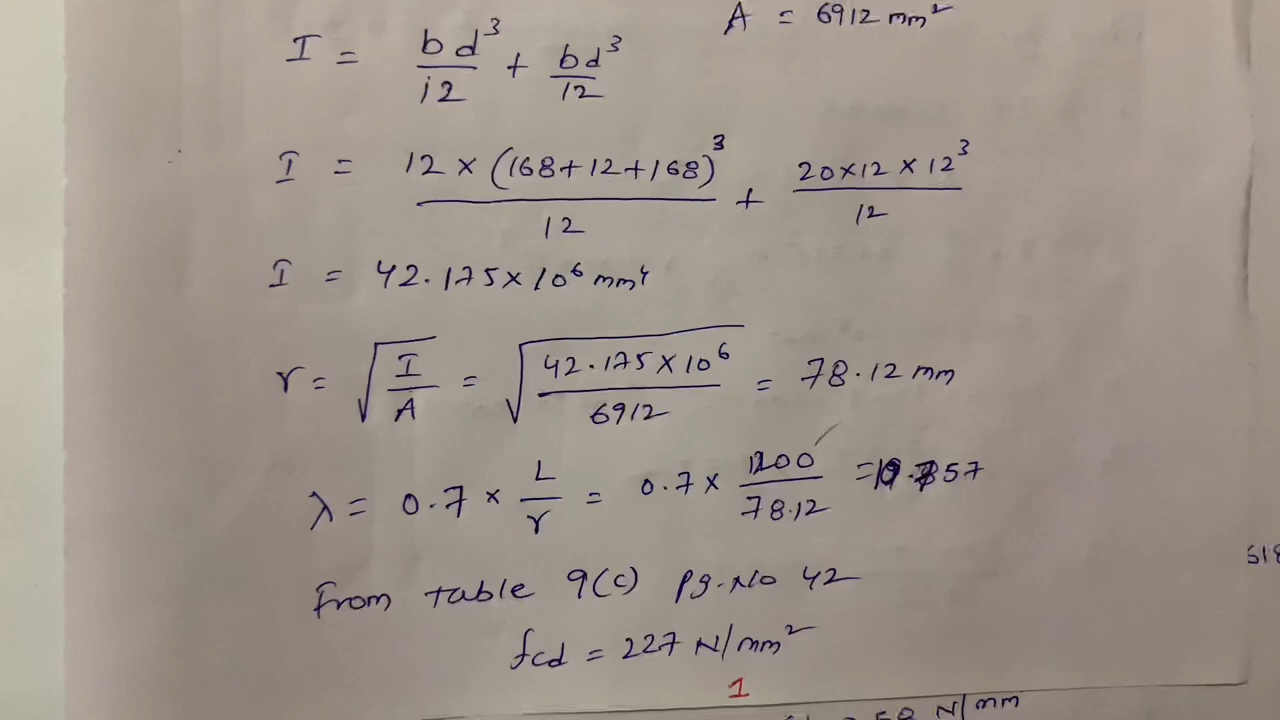 A = 6912 mm²
I = bd³/12 + bd³/12
I = 12 × (168+12+168)³/12 + 20×12×12³/12
I = 42.175×10⁶ mm⁴
r = √(I/A) = √(42.175×10⁶/6912) = 78.12 mm
λ = 0.7 × L/r = 0.7 × 1200/78.12 =
from table 9(c) pg.No 42
fcd = 227 N/mm²
1
N/mm